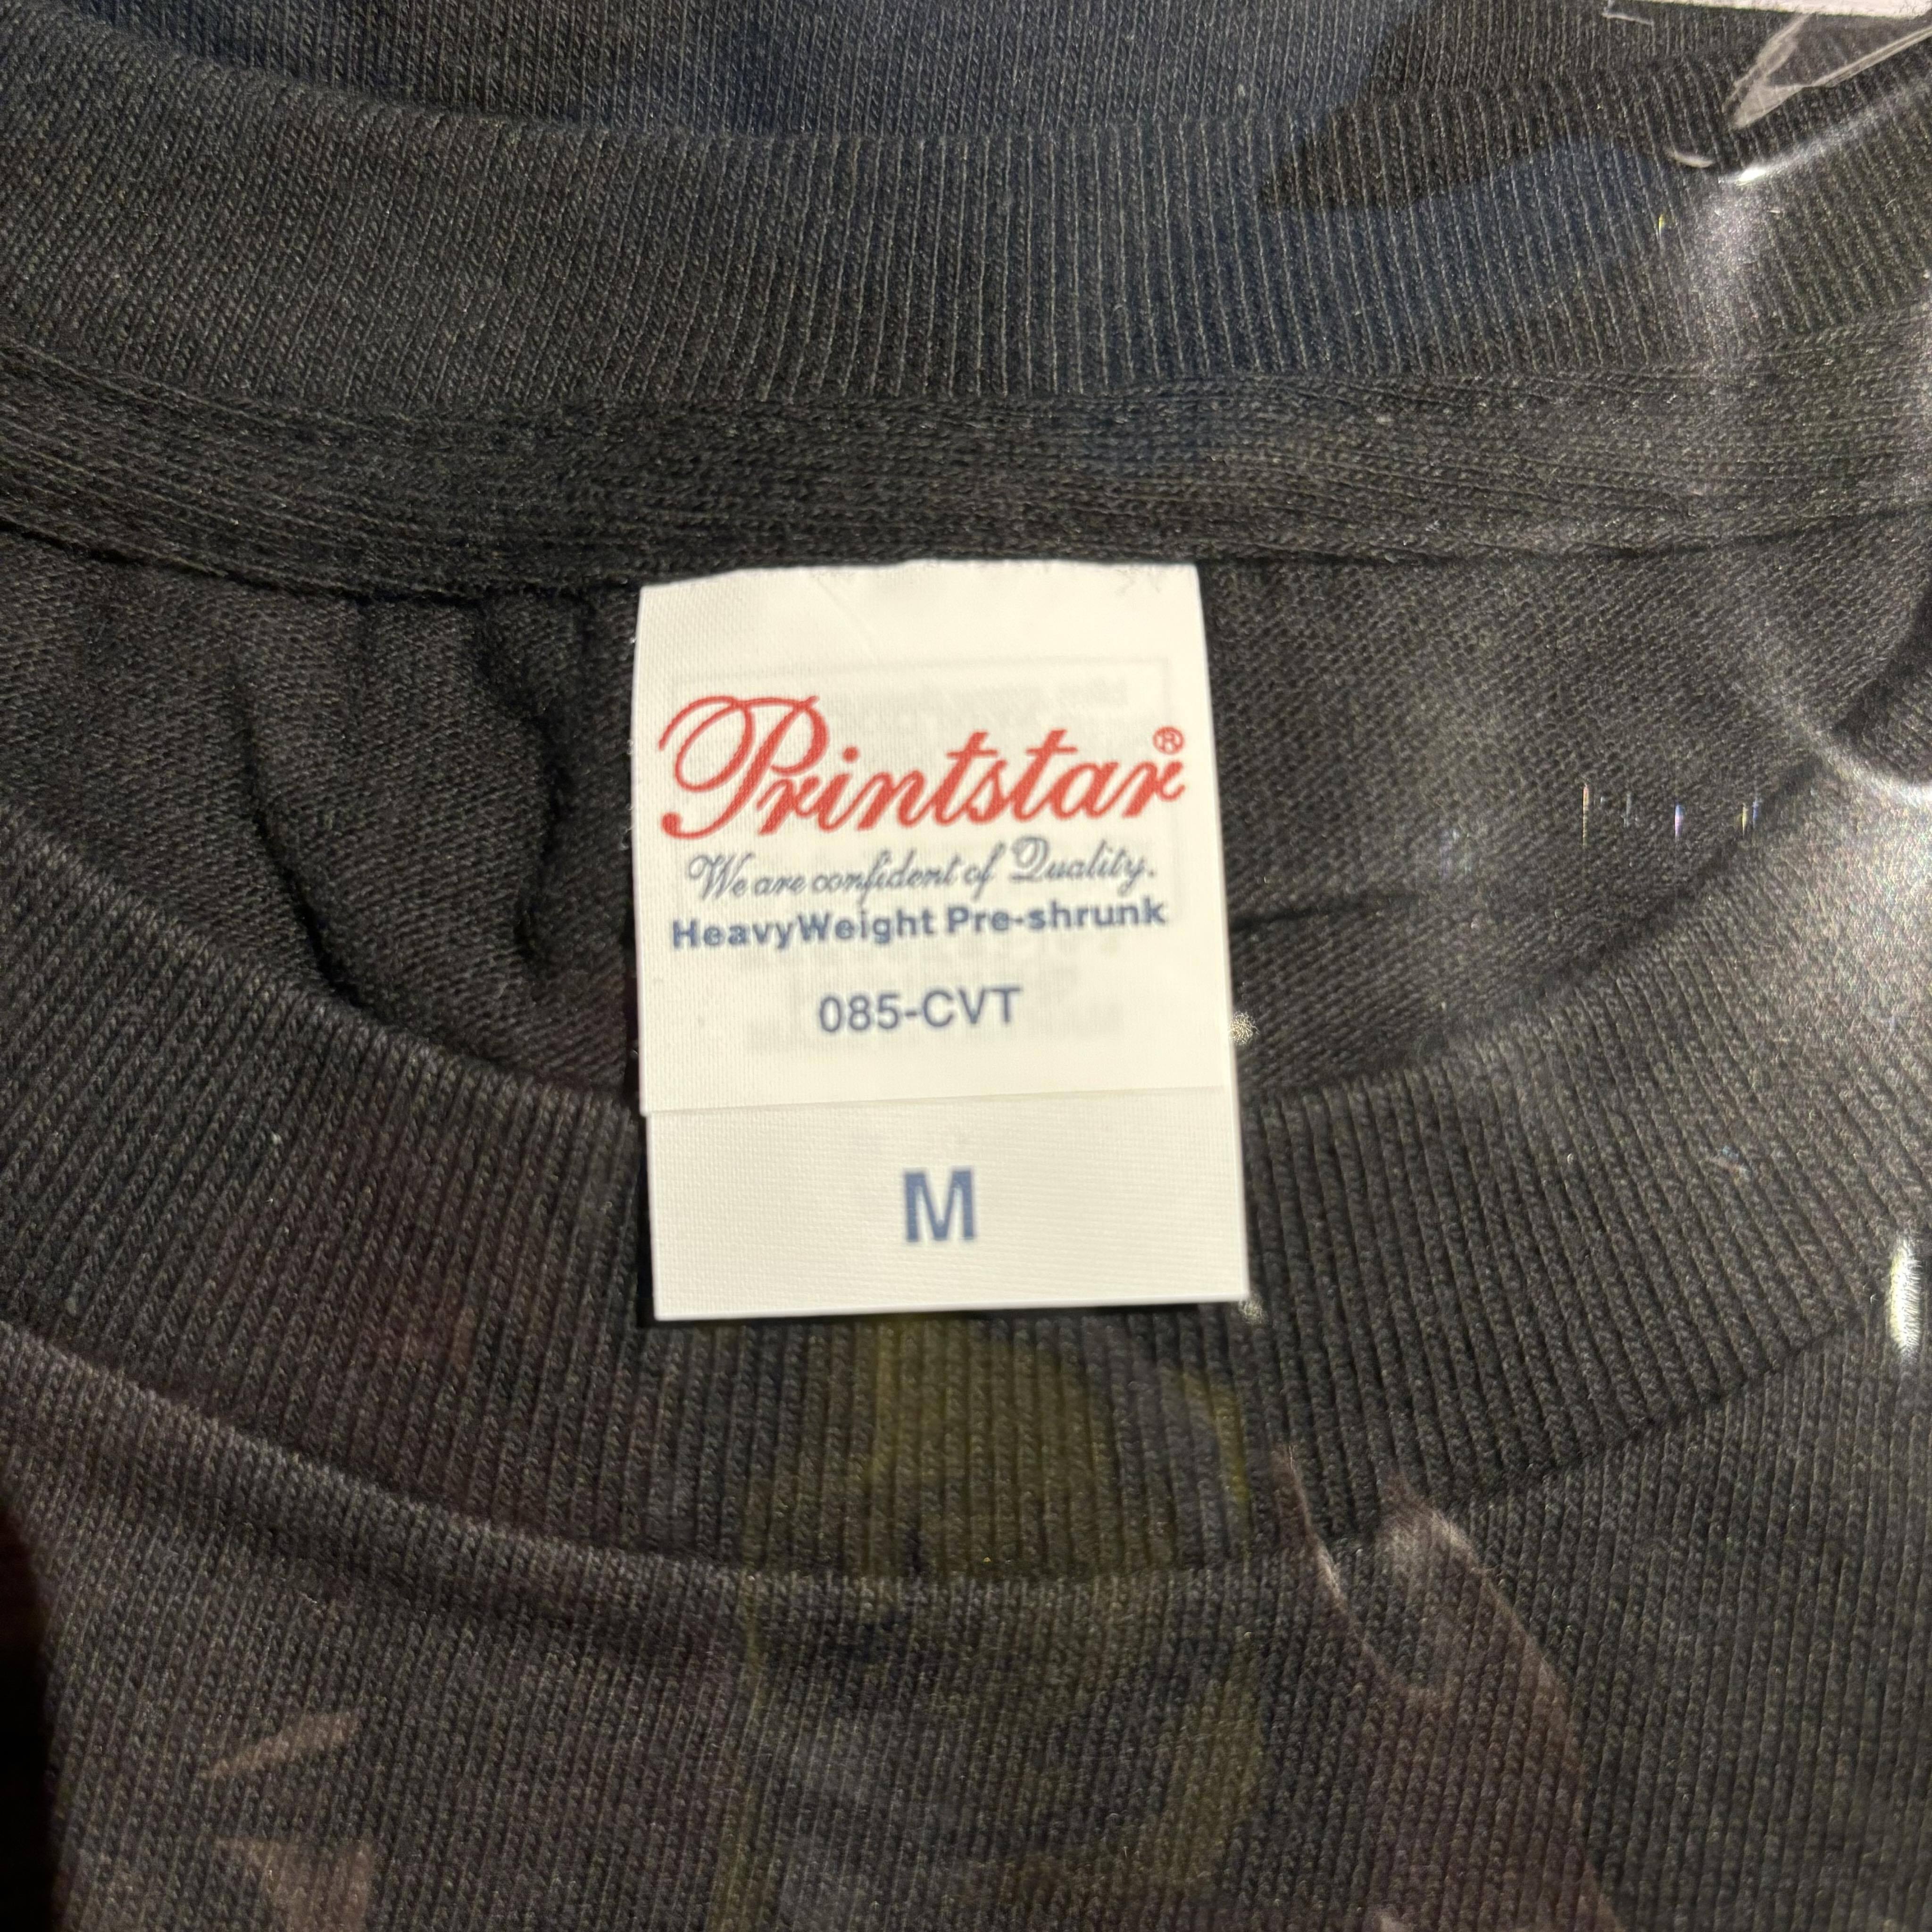 Printstar®
We are confident of Quality.
HeavyWeight Pre-shrunk
085-CVT
M